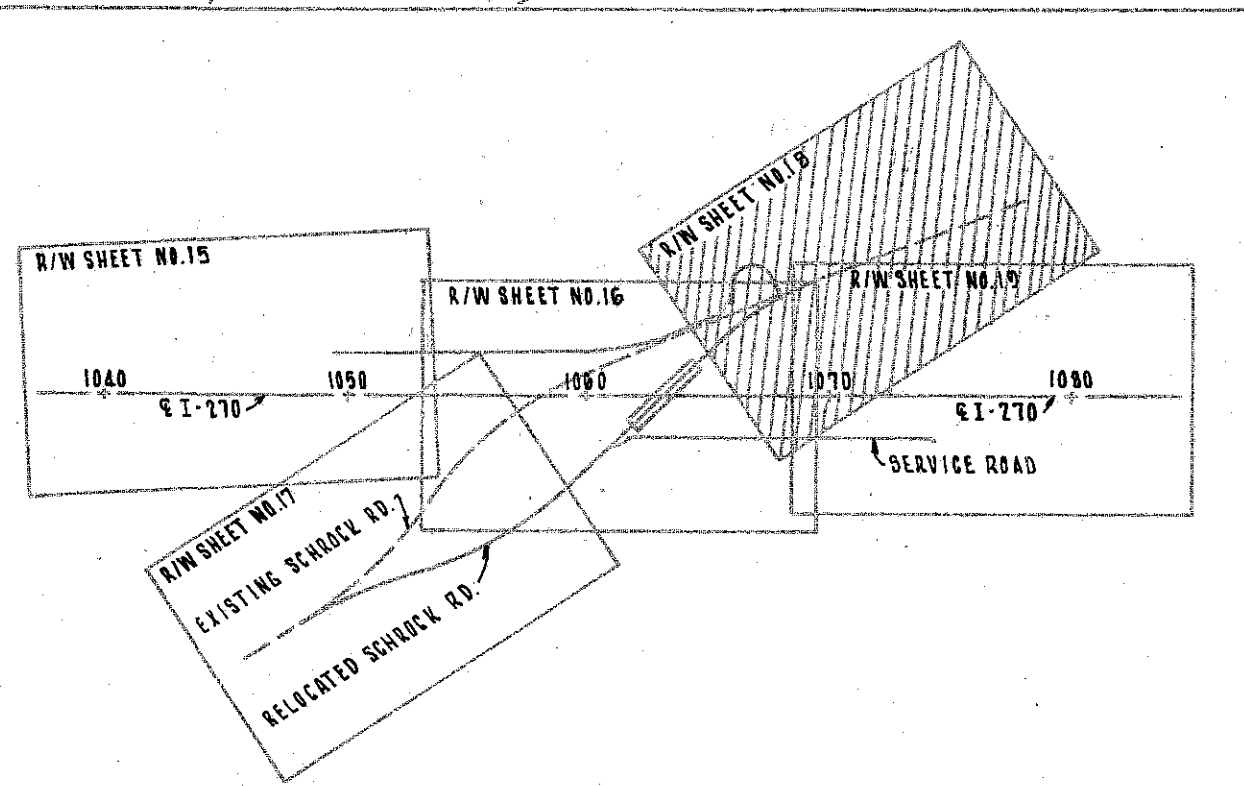 R/W SHEET NO.18
R/W SHEET NO.15
R/W SHEET NO.16
R/W SHEET NO.19
1040
1050
1060
1070
1080
℄ I-270
℄ I-270
SERVICE ROAD
R/W SHEET NO.17
EXISTING SCHROCK RD.
RELOCATED SCHROCK RD.